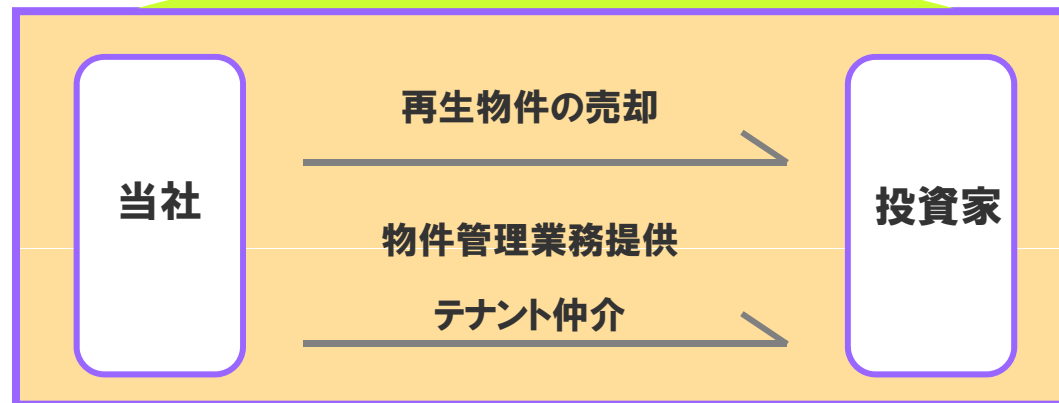 再生物件の売却
当社
投資家
物件管理業務提供
テナント仲介